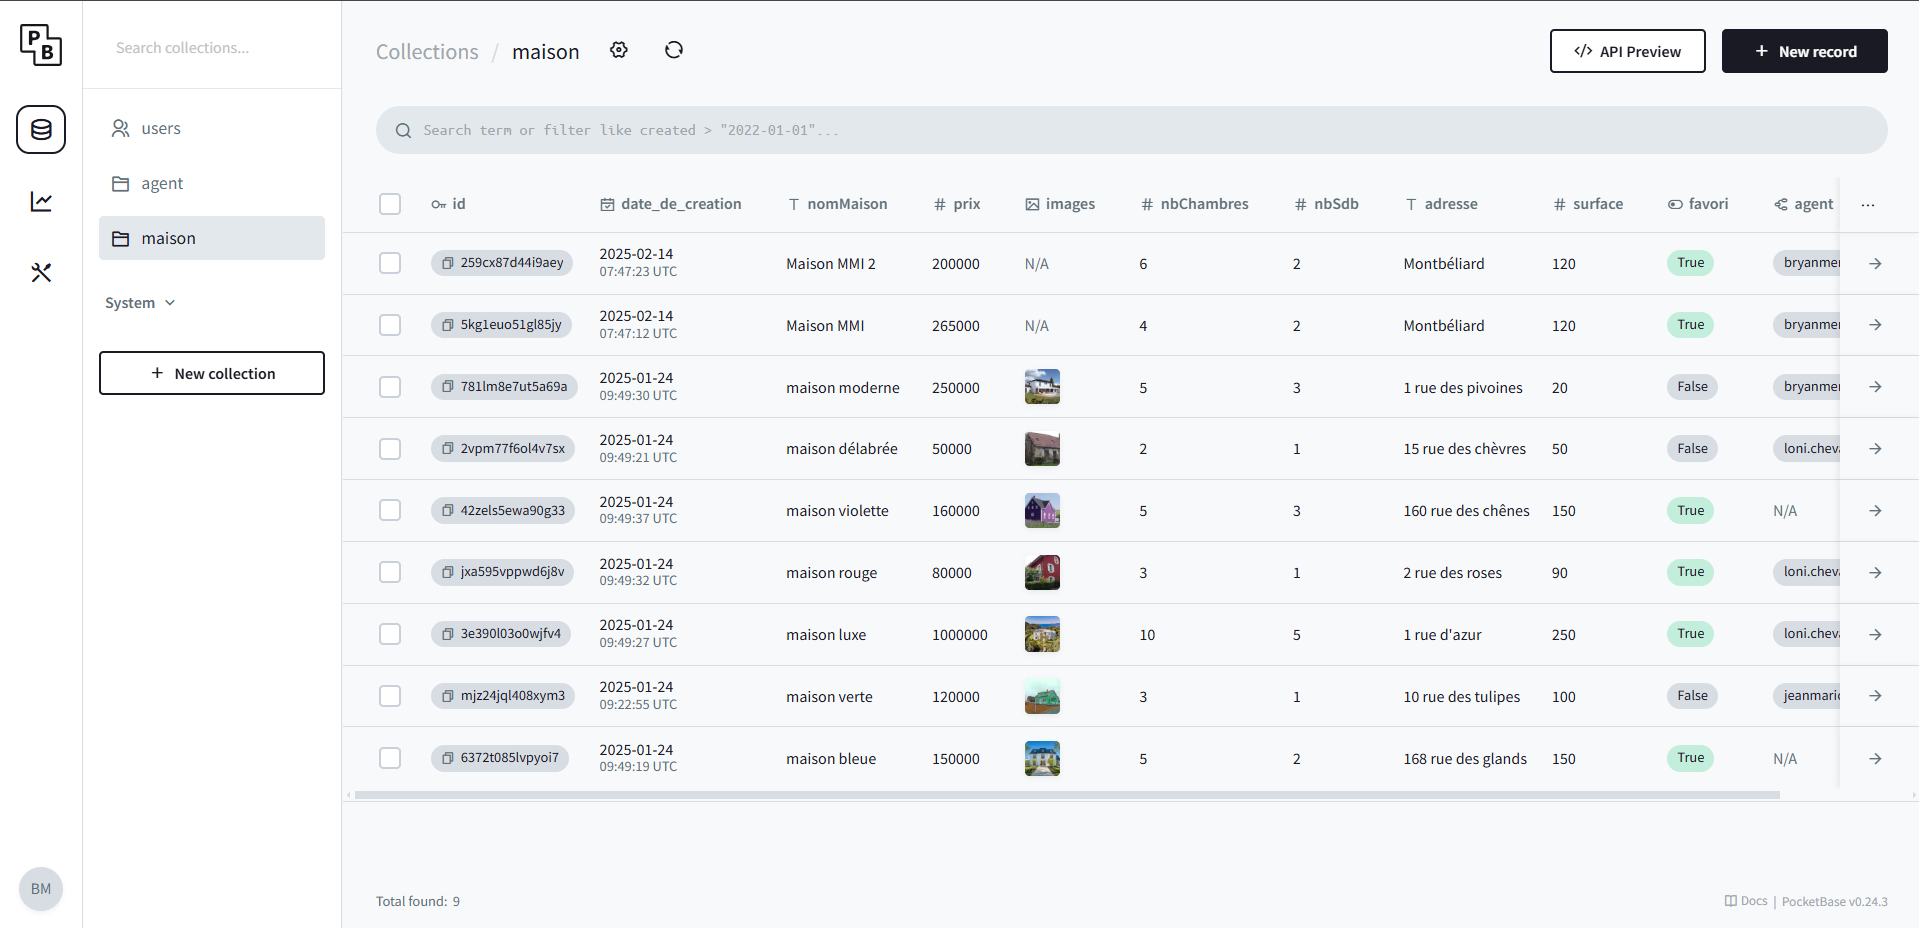 PB
Search collections...
users
agent
maison
System
+ New collection
BM
Collections / maison
</> API Preview
+ New record
Search term or filter like created > "2022-01-01"...
id date_de_creation T nomMaison # prix images # nbChambres # nbSdb T adresse # surface favori agent ...
259cx87d44i9aey 2025-02-14 07:47:23 UTC Maison MMI 2 200000 N/A 6 2 Montbéliard 120 True bryanmer
5kg1euo51gl85jy 2025-02-14 07:47:12 UTC Maison MMI 265000 N/A 4 2 Montbéliard 120 True bryanmer
781lm8e7ut5a69a 2025-01-24 09:49:30 UTC maison moderne 250000 5 3 1 rue des pivoines 20 False bryanmer
2vpm77f6ol4v7sx 2025-01-24 09:49:21 UTC maison délabrée 50000 2 1 15 rue des chèvres 50 False loni.chev
42zels5ewa90g33 2025-01-24 09:49:37 UTC maison violette 160000 5 3 160 rue des chênes 150 True N/A
jxa595vppwd6j8v 2025-01-24 09:49:32 UTC maison rouge 80000 3 1 2 rue des roses 90 True loni.chev
3e390l03o0wjfv4 2025-01-24 09:49:27 UTC maison luxe 1000000 10 5 1 rue d'azur 250 True loni.chev
mjz24jql408xym3 2025-01-24 09:22:55 UTC maison verte 120000 3 1 10 rue des tulipes 100 False jeanmari
6372t085lvpyoi7 2025-01-24 09:49:19 UTC maison bleue 150000 5 2 168 rue des glands 150 True N/A
Total found: 9
Docs | PocketBase v0.24.3